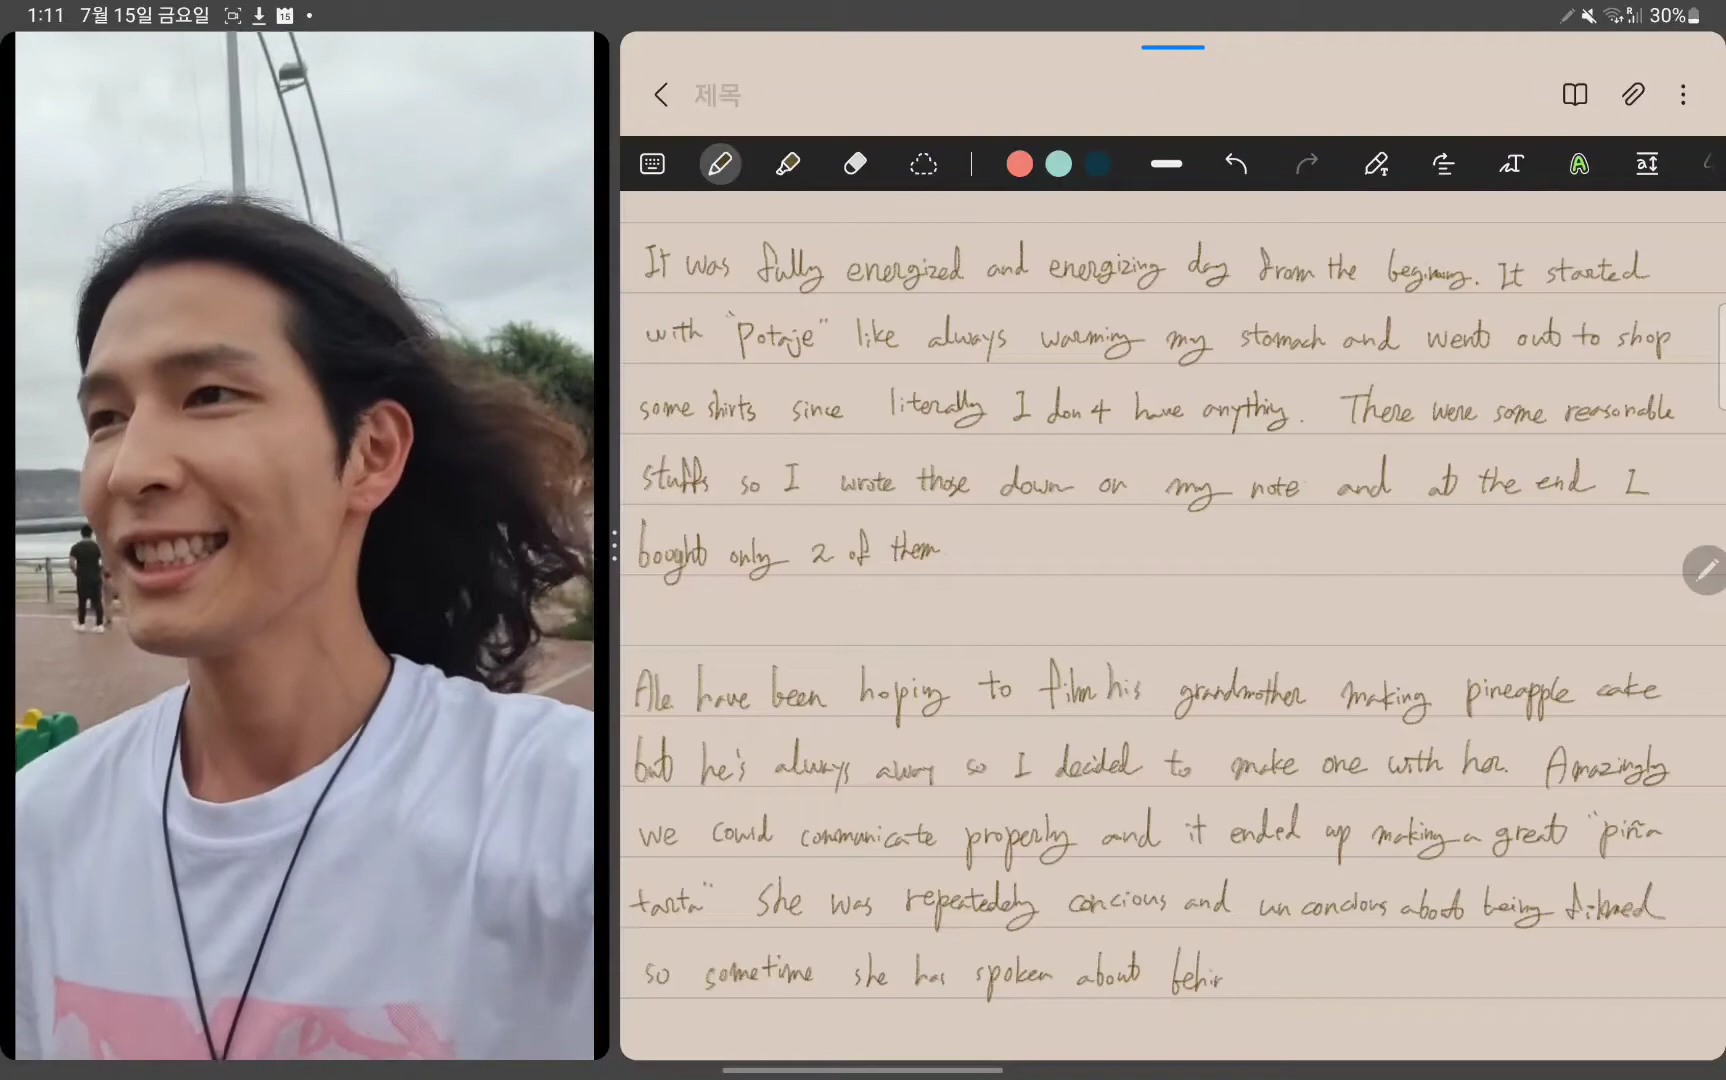 1:11 7월 15일 금요일 15
R 30%
제목
T
T
A
a
It was fully energized and energizing day from the begining. It started
with "potaje" like always warming my stomach and went out to shop
some shirts since literally I don't have anything. There were some reasonable
stuffs so I wrote those down on my note and at the end I
bought only 2 of them
Ale have been hoping to film his grandmother making pineapple cake
but he's always away so I decided to make one with her. Amazingly
we could communicate properly and it ended up making a great "piña
tarta" She was repeatedely concious and un concious about being filmed
so sometime she has spoken about behir